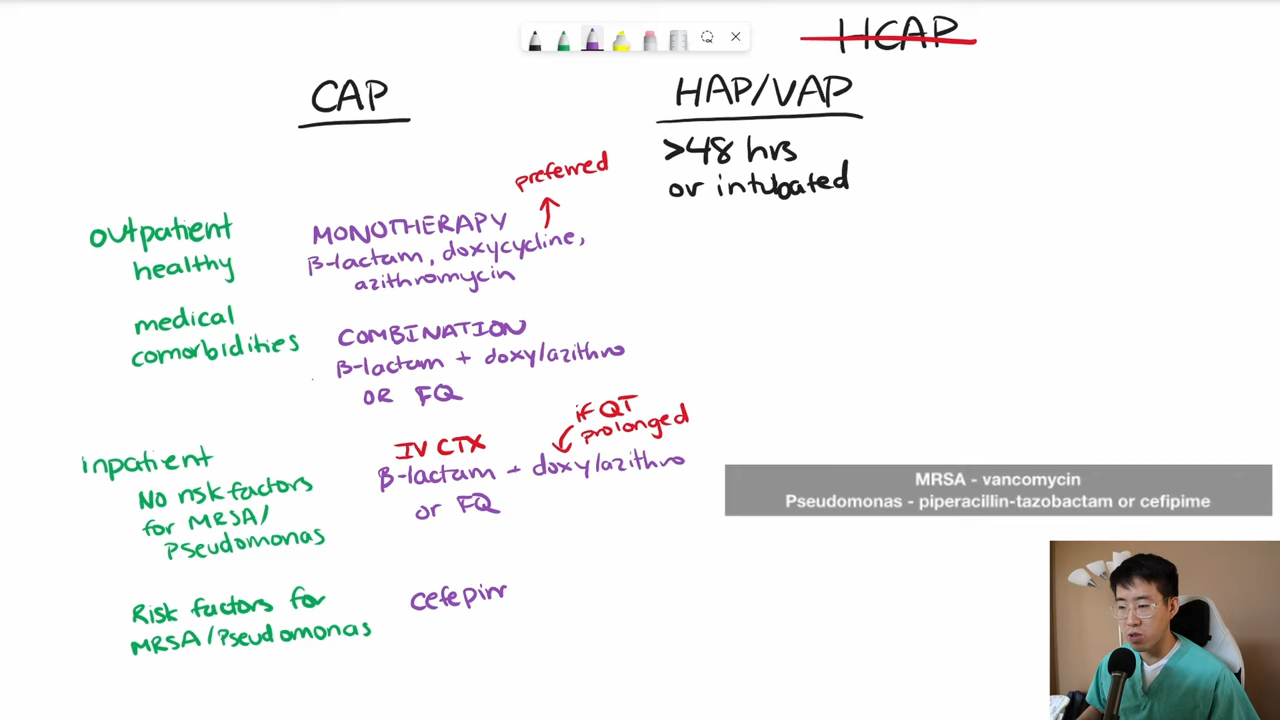 HCAP
CAP
HAP/VAP
>48 hrs
or intubated
preferred
outpatient
healthy
MONOTHERAPY
β-lactam, doxycycline,
azithromycin
medical
comorbidities
COMBINATION
β-lactam + doxy/azithro
OR FQ
if QT
prolonged
inpatient
No risk factors
for MRSA/
Pseudomonas
IV CTX
β-lactam + doxy/azithro
or FQ
MRSA - vancomycin
Pseudomonas - piperacillin-tazobactam or cefipime
Risk factors for
MRSA/Pseudomonas
cefepim